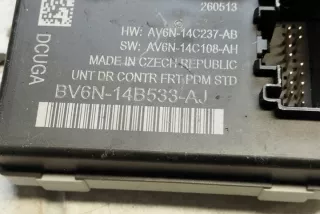 260513
DCUGA
HW: AV6N-14C237-AB
SW: AV6N-14C108-AH
MADE IN CZECH REPUBLIC
UNT DR CONTR FRT PDM STD
BV6N-14B533-AJ